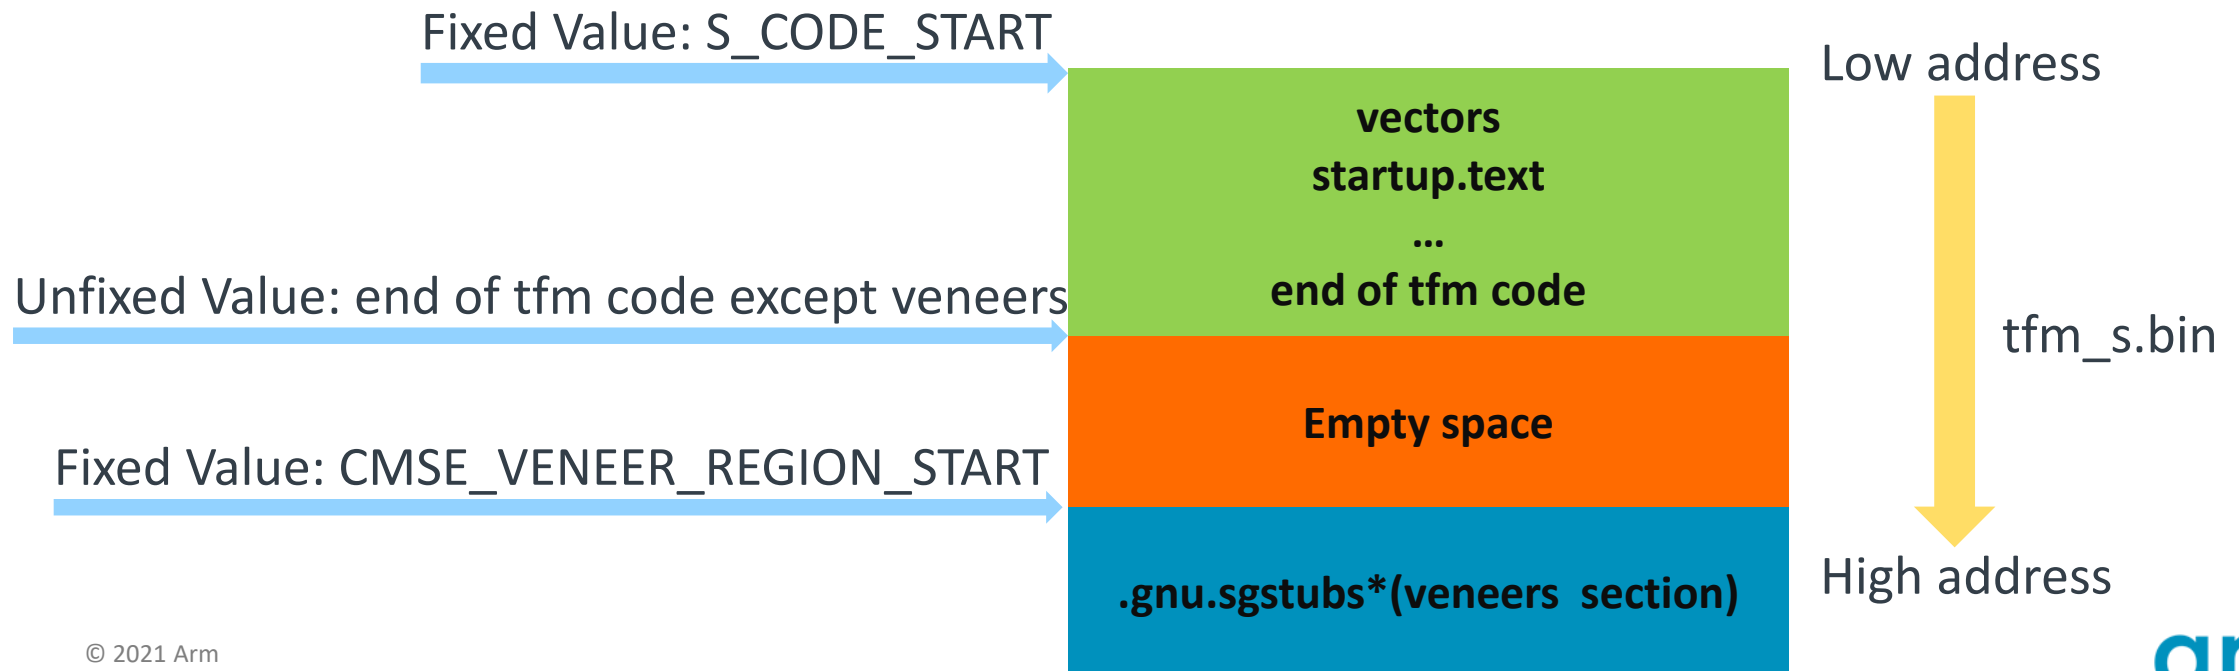 Fixed Value: S_CODE_START
Low address
vectors
startup.text
...
end of tfm code
Unfixed Value: end of tfm code except veneers
tfm_s.bin
Empty space
Fixed Value: CMSE_VENEER_REGION_START
High address
.gnu.sgstubs*(veneers section)
© 2021 Arm